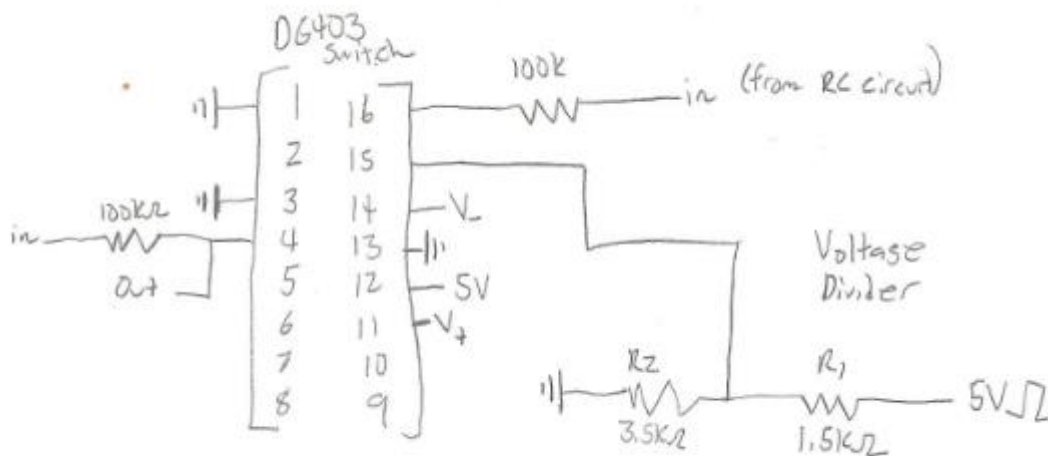 DG403
Switch
1 16
2 15
3 14 V-
4 13
5 12 5V
6 11 V+
7 10
8 9
100k
in (from RC circuit)
100kΩ
in
Out
Voltage
Divider
R2
3.5kΩ
R1
1.5kΩ
5V